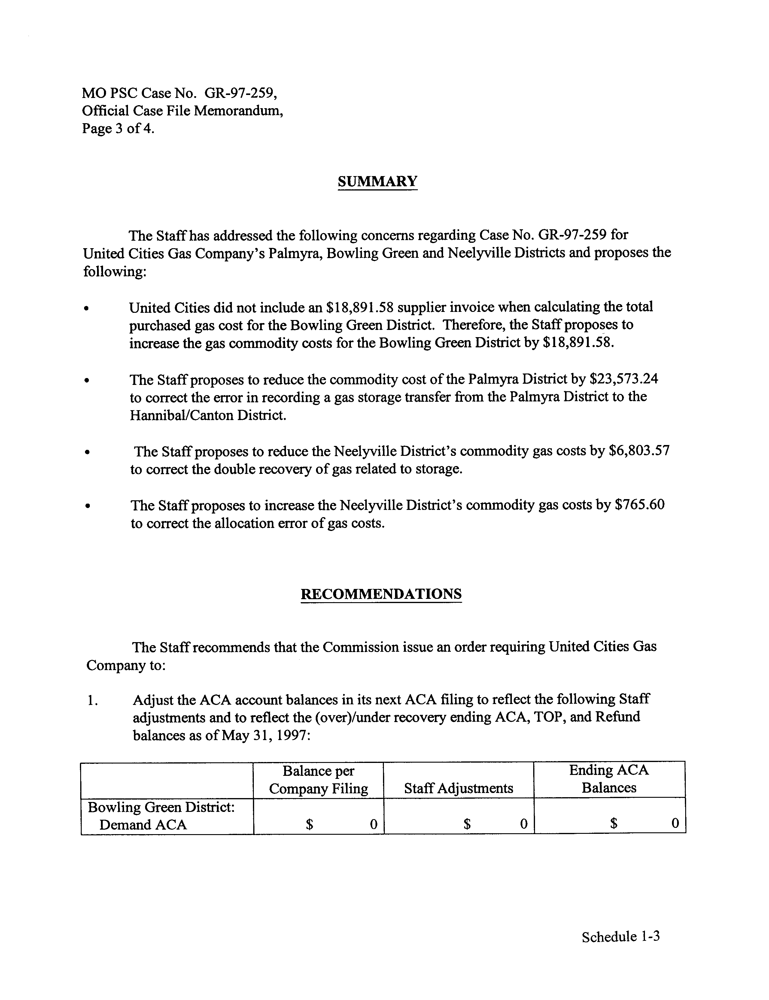 MO PSC Case No. GR-97-259,
Official Case File Memorandum,
Page 3 of 4.
SUMMARY
The Staff has addressed the following concerns regarding Case No. GR-97-259 for
United Cities Gas Company's Palmyra, Bowling Green and Neelyville Districts and proposes the
following:
• United Cities did not include an $18,891.58 supplier invoice when calculating the total
purchased gas cost for the Bowling Green District. Therefore, the Staff proposes to
increase the gas commodity costs for the Bowling Green District by $18,891.58.
• The Staff proposes to reduce the commodity cost of the Palmyra District by $23,573.24
to correct the error in recording a gas storage transfer from the Palmyra District to the
Hannibal/Canton District.
• The Staff proposes to reduce the Neelyville District's commodity gas costs by $6,803.57
to correct the double recovery of gas related to storage.
• The Staff proposes to increase the Neelyville District's commodity gas costs by $765.60
to correct the allocation error of gas costs.
RECOMMENDATIONS
The Staff recommends that the Commission issue an order requiring United Cities Gas
Company to:
1. Adjust the ACA account balances in its next ACA filing to reflect the following Staff
adjustments and to reflect the (over)/under recovery ending ACA, TOP, and Refund
balances as of May 31, 1997:
Balance per
Company Filing
Staff Adjustments
Ending ACA
Balances
Bowling Green District:
Demand ACA $ 0 $ 0 $ 0
Schedule 1-3